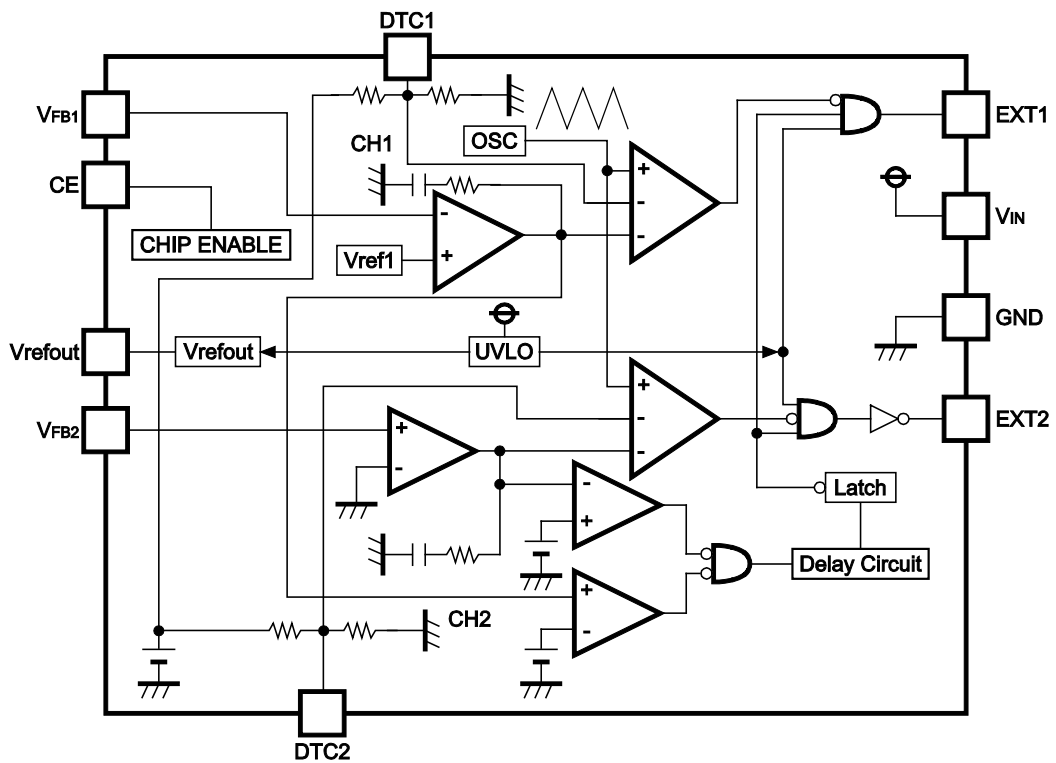 DTC1
VFB1
CE
CHIP ENABLE
CH1
OSC
+
-
-
EXT1
-
+
Vref1
VIN
GND
Vrefout
Vrefout
UVLO
VFB2
+
-
+
-
-
EXT2
Latch
-
+
Delay Circuit
+
-
CH2
DTC2